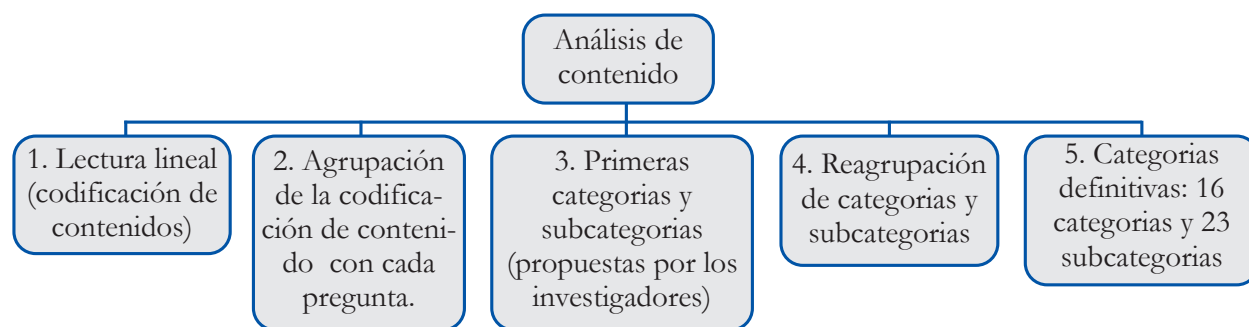 Análisis de
contenido
1. Lectura lineal
(codificación de
contenidos)
2. Agrupación
de la codifica-
ción de conteni-
do con cada
pregunta.
3. Primeras
categorias y
subcategorias
(propuestas por los
investigadores)
4. Reagrupación
de categorias y
subcategorias
5. Categorias
definitivas: 16
categorias y 23
subcategorias